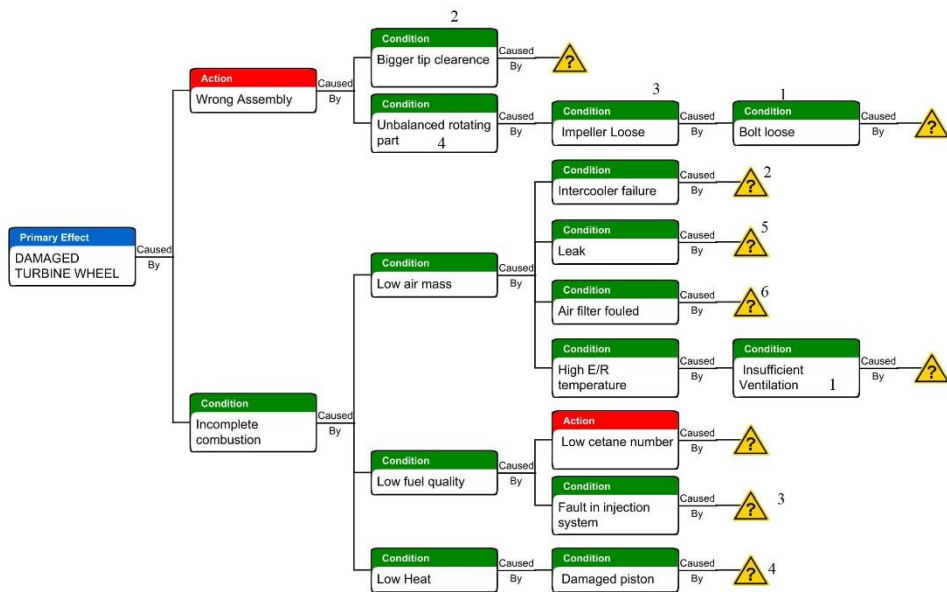 2
Condition
Bigger tip clearence
Caused
By
?
Action
Wrong Assembly
Caused
By
Condition
Unbalanced rotating
part
4
Caused
By
3
Condition
Impeller Loose
Caused
By
1
Condition
Bolt loose
Caused
By
?
Primary Effect
DAMAGED
TURBINE WHEEL
Caused
By
Condition
Incomplete
combustion
Caused
By
Condition
Low air mass
Caused
By
Condition
Intercooler failure
Caused
By
?
2
Condition
Leak
Caused
By
?
5
Condition
Air filter fouled
Caused
By
?
6
Condition
High E/R
temperature
Caused
By
Condition
Insufficient
Ventilation
1
Caused
By
?
Condition
Low fuel quality
Caused
By
Action
Low cetane number
Caused
By
?
Condition
Fault in injection
system
Caused
By
?
3
Condition
Low Heat
Caused
By
Condition
Damaged piston
Caused
By
?
4